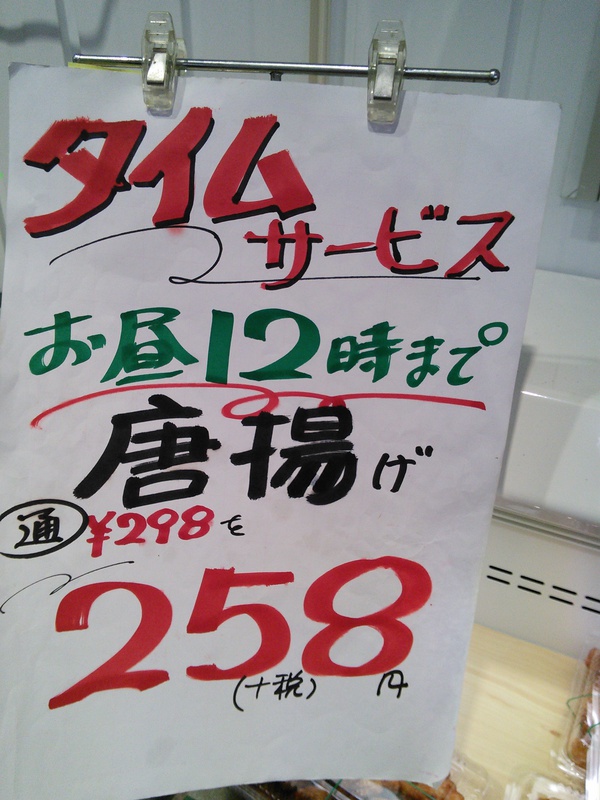 タイム
サービス
お昼12時まで
唐揚げ
通 ¥298を
258
(+税) 円